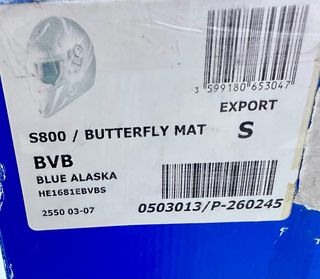 3 599180 653047
EXPORT
S800 / BUTTERFLY MAT S
BVB
BLUE ALASKA
HE1681EBVBS
2550 03-07
0503013/P-260245